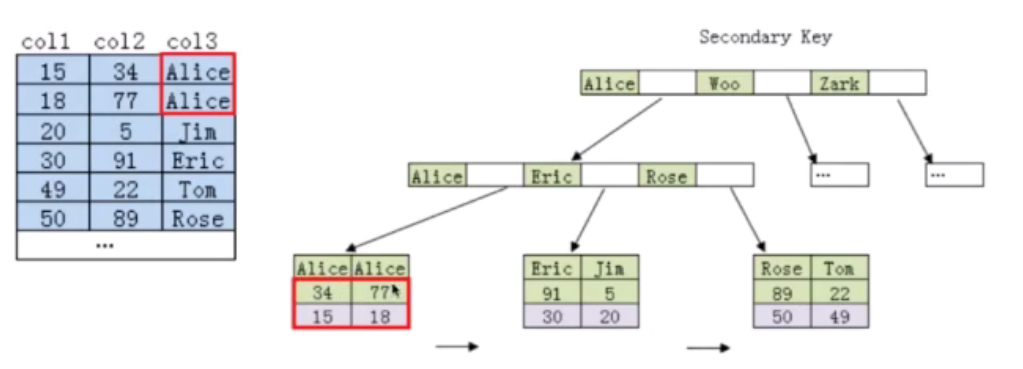 col1 col2 col3
15 34 Alice
18 77 Alice
20 5 Jim
30 91 Eric
49 22 Tom
50 89 Rose
...
Secondary Key
Alice Woo Zark
Alice Eric Rose
... ...
Alice Alice
34 77
15 18
Eric Jim
91 5
30 20
Rose Tom
89 22
50 49